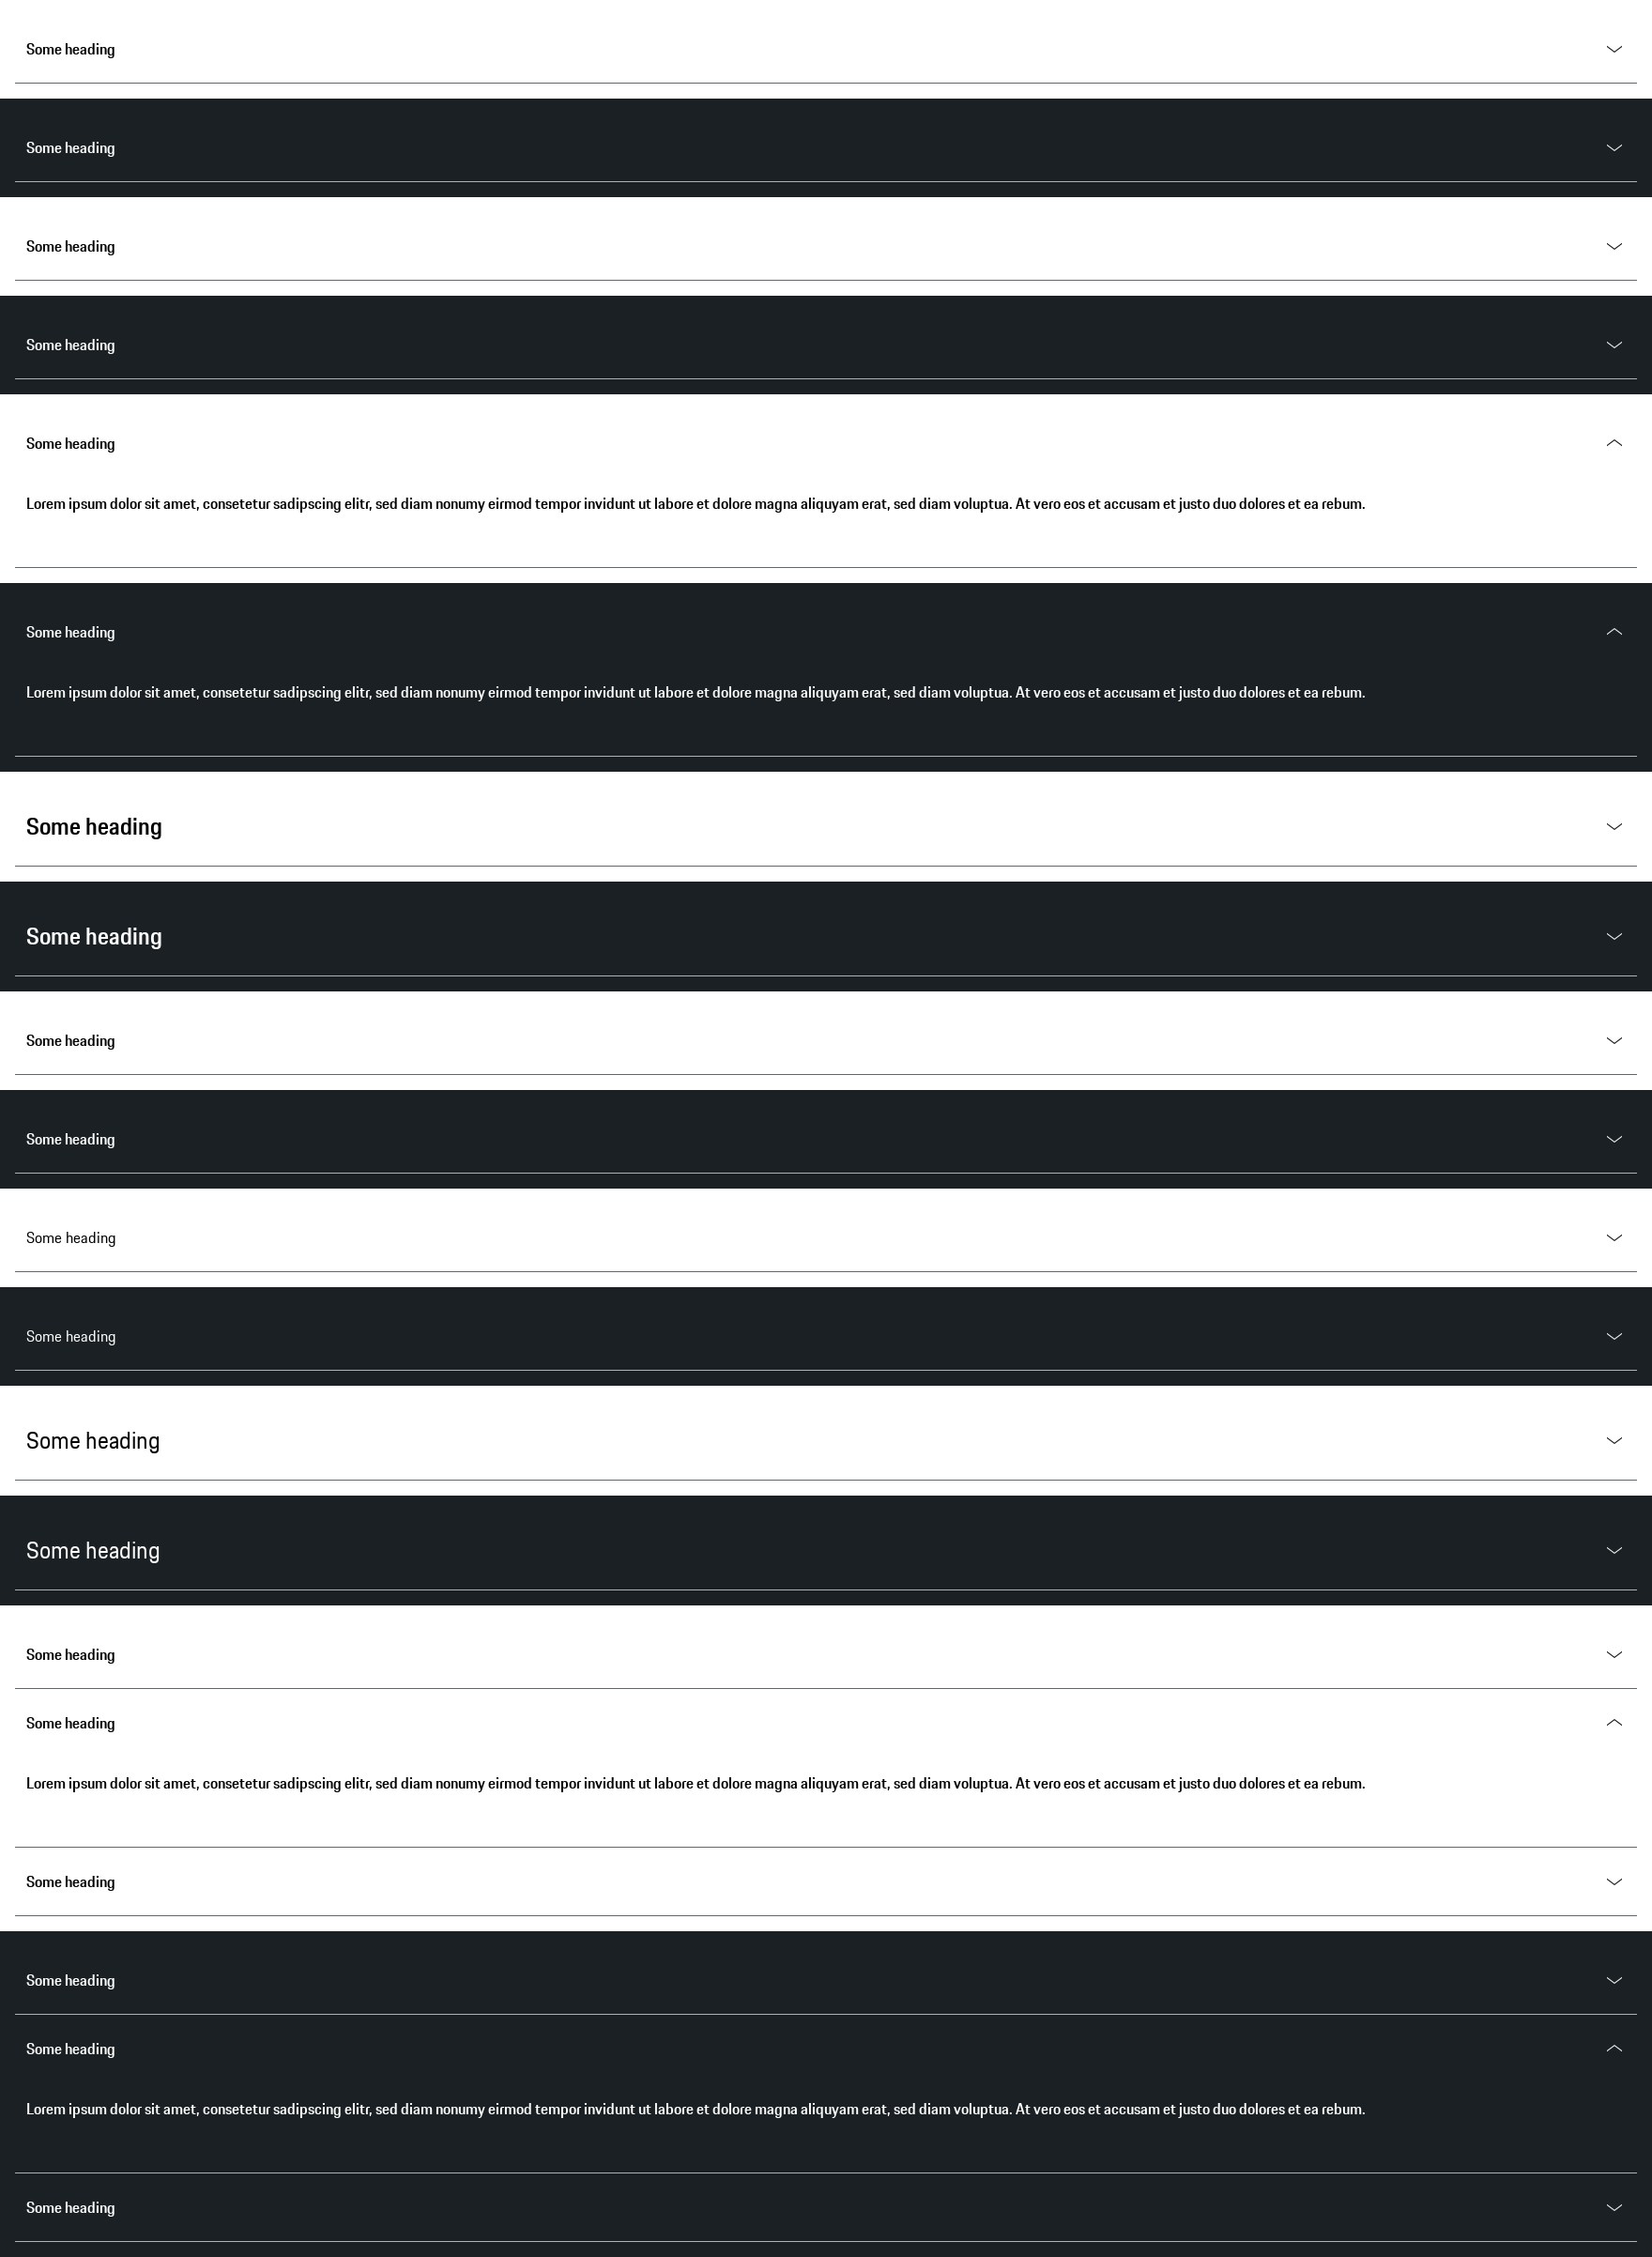 Some heading
Some heading
Some heading
Some heading
Some heading
Lorem ipsum dolor sit amet, consetetur sadipscing elitr, sed diam nonumy eirmod tempor invidunt ut labore et dolore magna aliquyam erat, sed diam voluptua. At vero eos et accusam et justo duo dolores et ea rebum.
Some heading
Lorem ipsum dolor sit amet, consetetur sadipscing elitr, sed diam nonumy eirmod tempor invidunt ut labore et dolore magna aliquyam erat, sed diam voluptua. At vero eos et accusam et justo duo dolores et ea rebum.
Some heading
Some heading
Some heading
Some heading
Some heading
Some heading
Some heading
Some heading
Some heading
Some heading
Lorem ipsum dolor sit amet, consetetur sadipscing elitr, sed diam nonumy eirmod tempor invidunt ut labore et dolore magna aliquyam erat, sed diam voluptua. At vero eos et accusam et justo duo dolores et ea rebum.
Some heading
Some heading
Some heading
Lorem ipsum dolor sit amet, consetetur sadipscing elitr, sed diam nonumy eirmod tempor invidunt ut labore et dolore magna aliquyam erat, sed diam voluptua. At vero eos et accusam et justo duo dolores et ea rebum.
Some heading